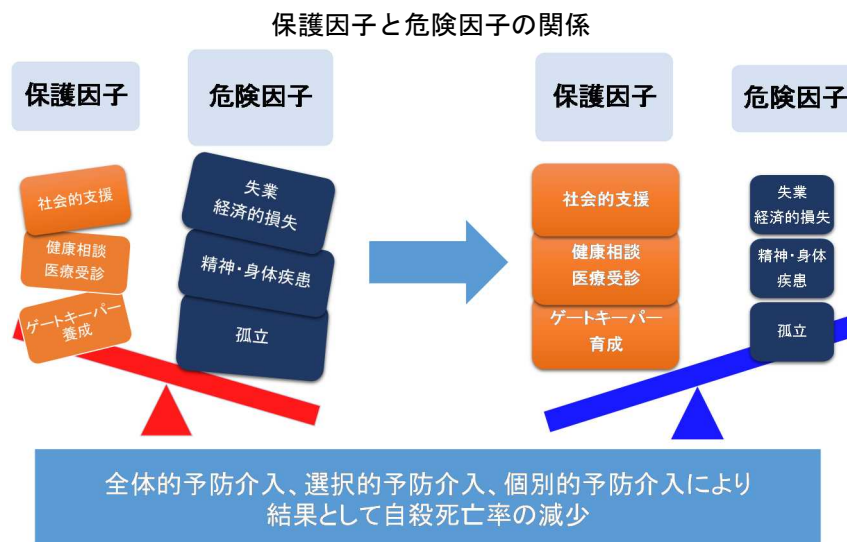 保護因子と危険因子の関係
保護因子
危険因子
社会的支援
健康相談
医療受診
ゲートキーパー
養成
失業
経済的損失
精神・身体疾患
孤立
保護因子
危険因子
社会的支援
健康相談
医療受診
ゲートキーパー
育成
失業
経済的損失
精神・身体
疾患
孤立
全体的予防介入、選択的予防介入、個別的予防介入により
結果として自殺死亡率の減少